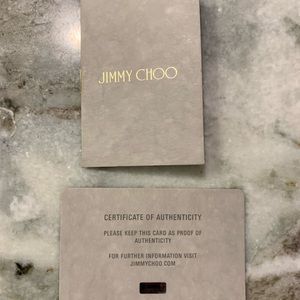 JIMMY CHOO
CERTIFICATE OF AUTHENTICITY
PLEASE KEEP THIS CARD AS PROOF OF
AUTHENTICITY
FOR FURTHER INFORMATION VISIT
JIMMYCHOO.COM